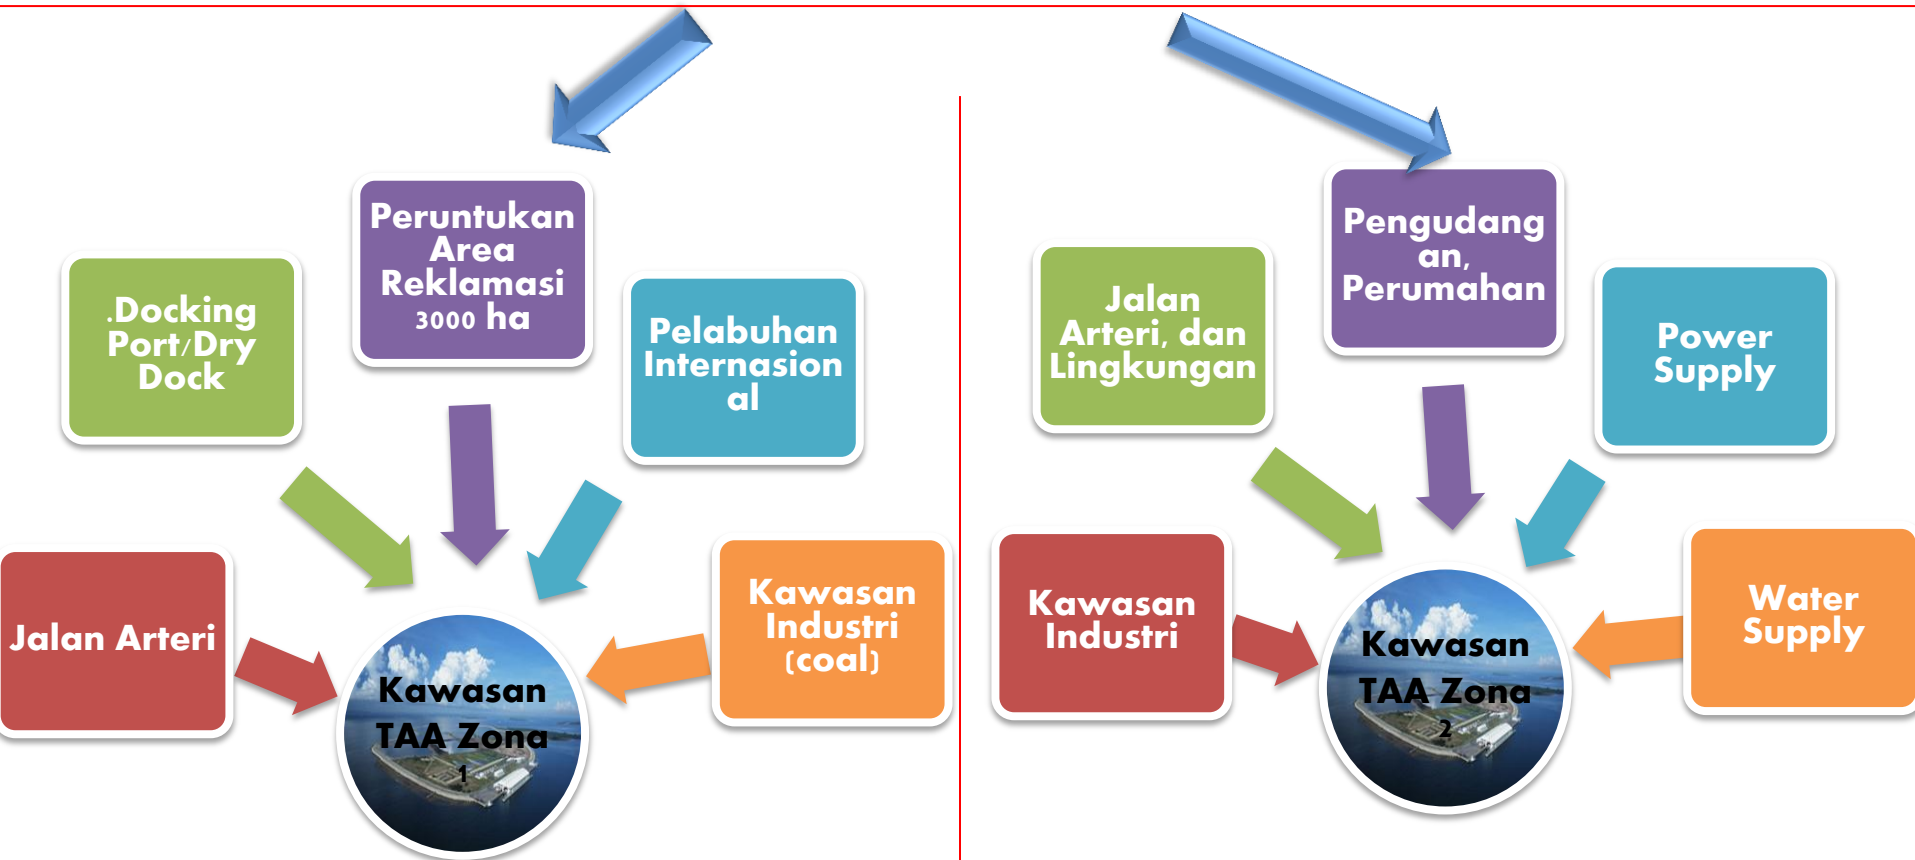 Peruntukan
Area
Reklamasi
3000 ha
.Docking
Port/Dry
Dock
Pelabuhan
Internasion
al
Jalan Arteri
Kawasan
Industri
(coal)
Kawasan
TAA Zona
1
Pengudang
an,
Perumahan
Jalan
Arteri, dan
Lingkungan
Power
Supply
Kawasan
Industri
Water
Supply
Kawasan
TAA Zona
2